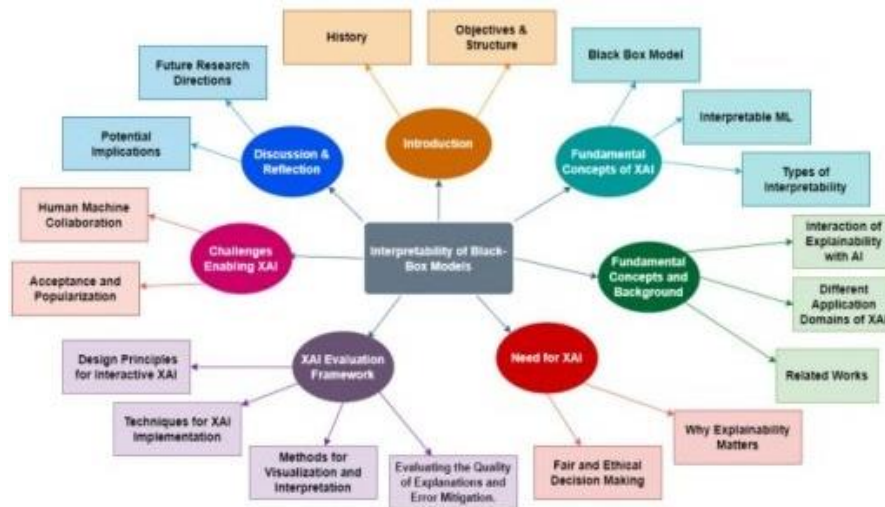 History
Objectives &
Structure
Future Research
Directions
Black Box Model
Interpretable ML
Potential
Implications
Discussion &
Reflection
Introduction
Fundamental
Concepts of XAI
Types of
Interpretability
Human Machine
Collaboration
Challenges
Enabling XAI
Interpretability of Black-
Box Models
Fundamental
Concepts and
Background
Interaction of
Explainability
with AI
Acceptance and
Popularization
Different
Application
Domains of XAI
Design Principles
for Interactive XAI
XAI Evaluation
Framework
Need for XAI
Related Works
Techniques for XAI
Implementation
Methods for
Visualization and
Interpretation
Evaluating the Quality
of Explanations and
Error Mitigation.
Fair and Ethical
Decision Making
Why Explainability
Matters